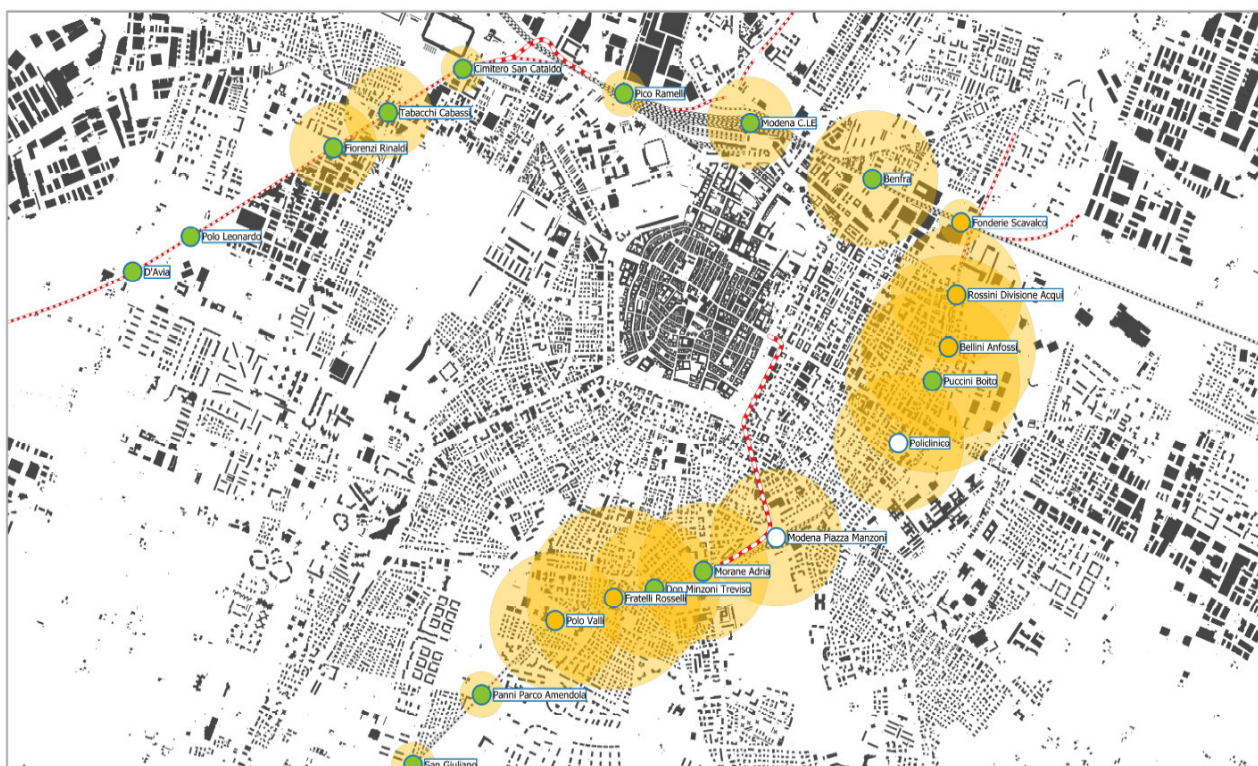 Cimitero San Cataldo
Pico Ramelli
Tabacchi Cabassi
Modena C.LE
Fiorenzi Rinaldi
Benfra
Fonderie Scavalco
Polo Leonardo
D'Avia
Rossini Divisione Acqui
Bellini Anfossi
Puccini Boito
Policlinico
Modena Piazza Manzoni
Morane Adria
Don Minzoni Treviso
Fratelli Rosselli
Polo Valli
Panni Parco Amendola
San Giuliano